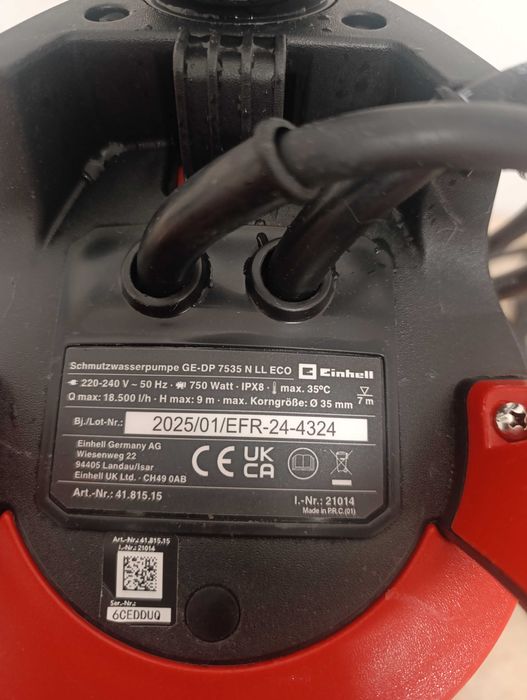 Schmutzwasserpumpe GE-DP 7535 N LL ECO Einhell
220-240 V ~ 50 Hz · 750 Watt · IPX8 · max. 35°C
Q max: 18.500 l/h · H max: 9 m · max. Korngröße: Ø 35 mm 7 m
Bj./Lot-Nr.: 2025/01/EFR-24-4324
Einhell Germany AG
Wiesenweg 22
94405 Landau/Isar
Einhell UK Ltd. · CH49 0AB
CE UK CA
Art.-Nr.: 41.815.15 I.-Nr.: 21014
Made in P.R.C.(01)
Art.-Nr.: 41.815.15
I.-Nr.: 21014
Ser.-Nr.:
6CEDDUQ